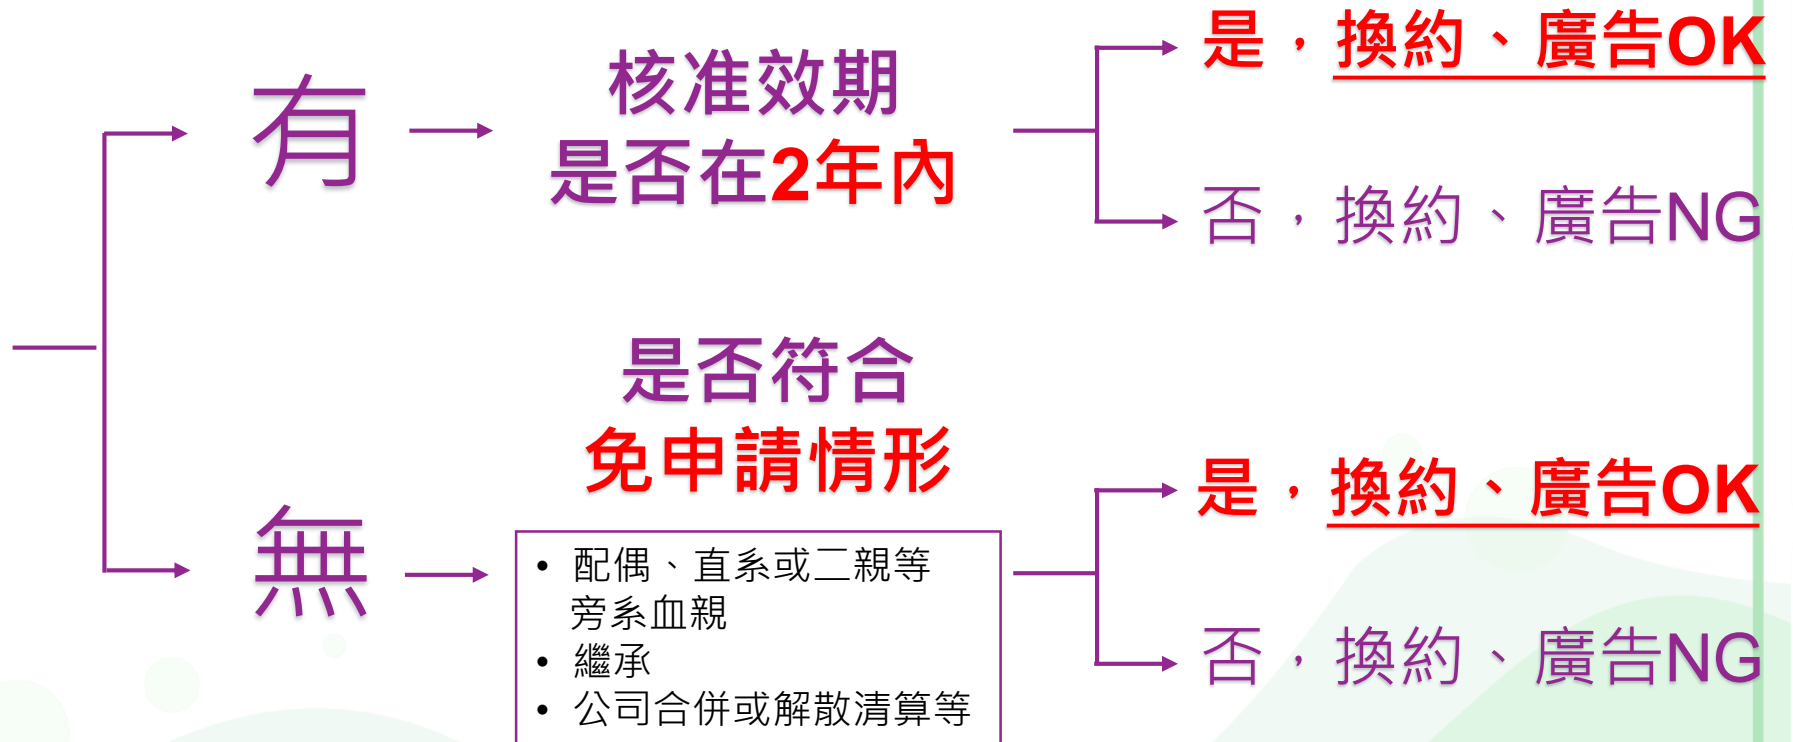 有
核准效期
是否在2年內
是，換約、廣告OK
否，換約、廣告NG
無
是否符合
免申請情形
• 配偶、直系或二親等
旁系血親
• 繼承
• 公司合併或解散清算等
是，換約、廣告OK
否，換約、廣告NG